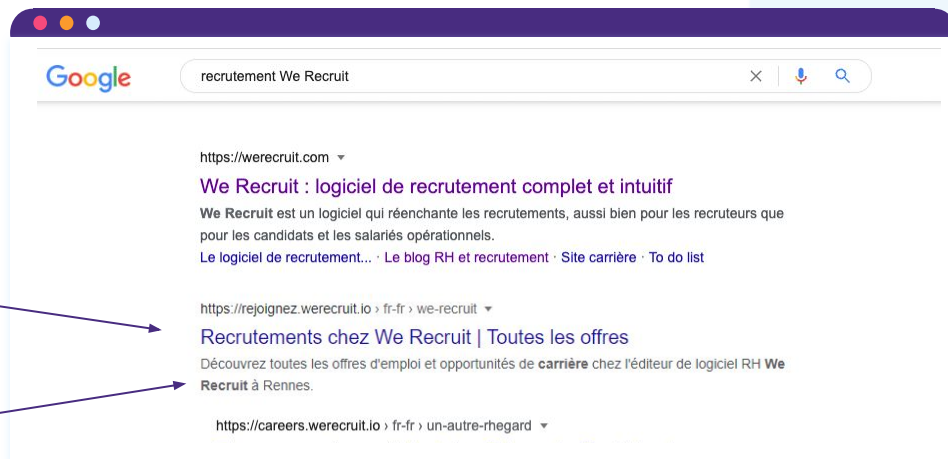 Google
recrutement We Recruit
https://werecruit.com
We Recruit : logiciel de recrutement complet et intuitif
We Recruit est un logiciel qui réenchante les recrutements, aussi bien pour les recruteurs que
pour les candidats et les salariés opérationnels.
Le logiciel de recrutement... · Le blog RH et recrutement · Site carrière · To do list
https://rejoignez.werecruit.io › fr-fr › we-recruit
Recrutements chez We Recruit | Toutes les offres
Découvrez toutes les offres d'emploi et opportunités de carrière chez l'éditeur de logiciel RH We
Recruit à Rennes.
https://careers.werecruit.io › fr-fr › un-autre-rhegard